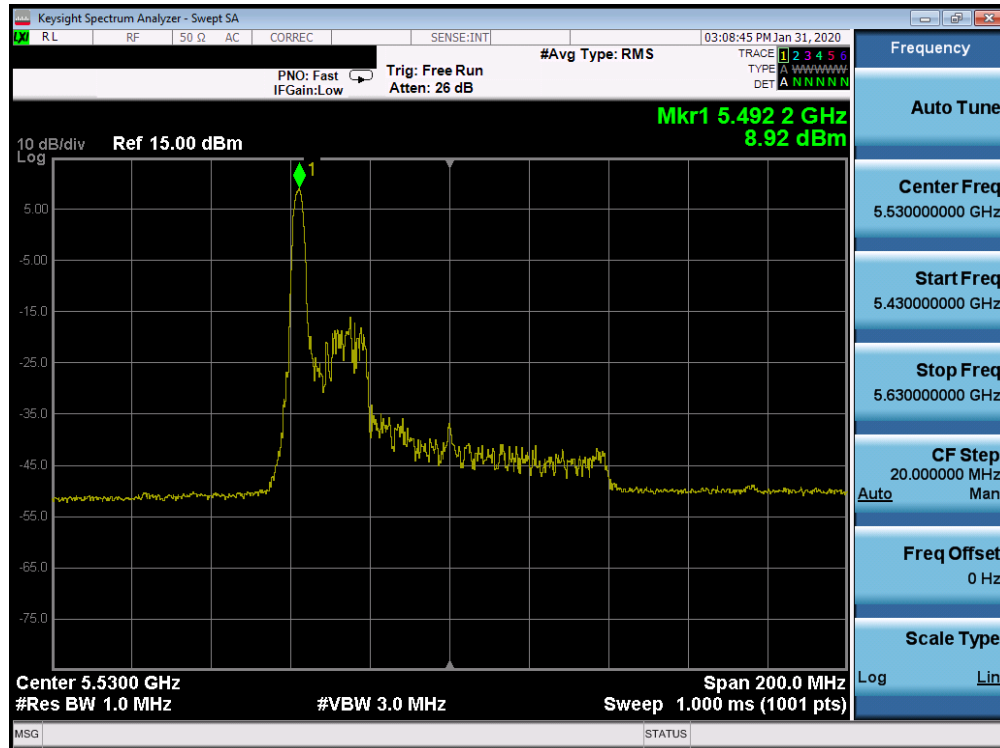 Keysight Spectrum Analyzer - Swept SA
LXI RL RF 50 Ω AC CORREC SENSE:INT 03:08:45 PM Jan 31, 2020
#Avg Type: RMS
TRACE 1 2 3 4 5 6
TYPE A WWWWW
DET A N N N N N
PNO: Fast
IFGain:Low
Trig: Free Run
Atten: 26 dB
Mkr1 5.492 2 GHz
8.92 dBm
10 dB/div
Log
Ref 15.00 dBm
1
5.00
-5.00
-15.0
-25.0
-35.0
-45.0
-55.0
-65.0
-75.0
Center 5.5300 GHz
#Res BW 1.0 MHz
#VBW 3.0 MHz
Span 200.0 MHz
Sweep 1.000 ms (1001 pts)
MSG
STATUS
Frequency
Auto Tune
Center Freq
5.530000000 GHz
Start Freq
5.430000000 GHz
Stop Freq
5.630000000 GHz
CF Step
20.000000 MHz
Auto Man
Freq Offset
0 Hz
Scale Type
Log Lin